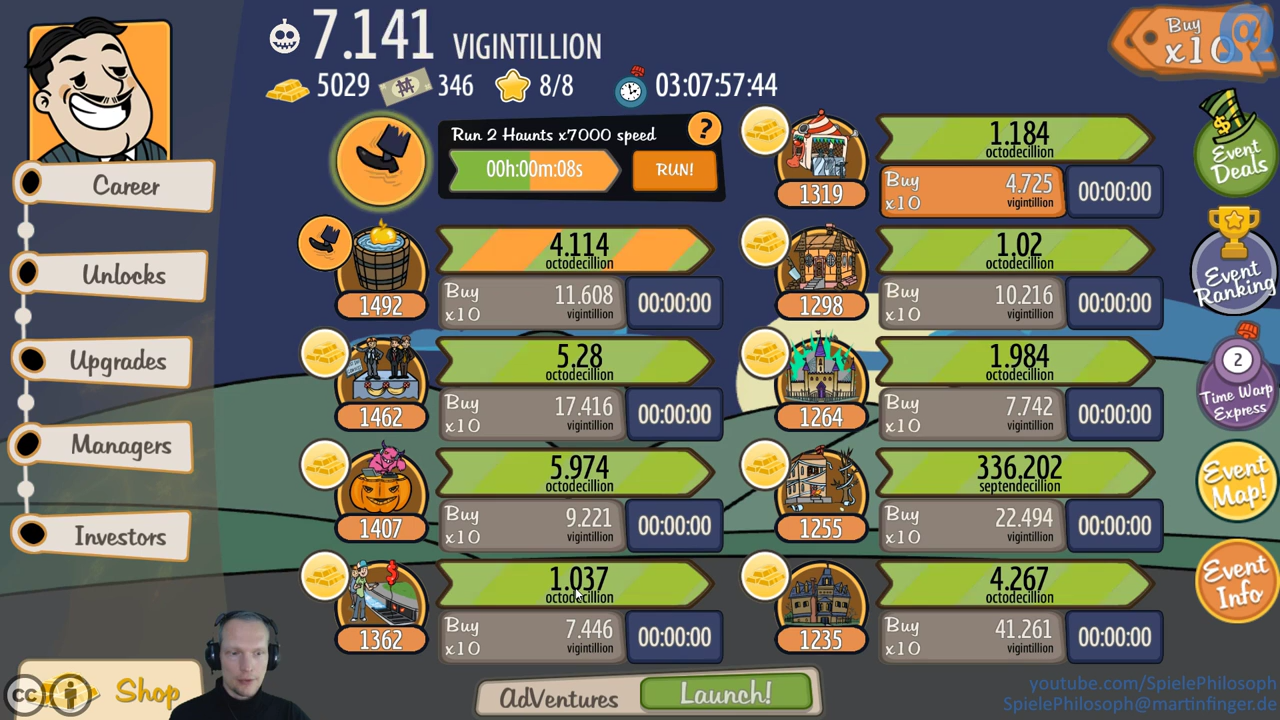 7.141 VIGINTILLION
5029 346 8/8 03:07:57:44
Buy
x10
Career
Unlocks
Upgrades
Managers
Investors
Shop
Run 2 Haunts x7000 speed
?
00h:00m:08s
RUN!
4.114
octodecillion
1492
Buy
x10
11.608
vigintillion
00:00:00
5,28
octodecillion
1462
Buy
x10
17.416
vigintillion
00:00:00
5.974
octodecillion
1407
Buy
x10
9.221
vigintillion
00:00:00
1.037
octodecillion
1362
Buy
x10
7.446
vigintillion
00:00:00
1.184
octodecillion
1319
Buy
x10
4.725
vigintillion
00:00:00
1.02
octodecillion
1298
Buy
x10
10.216
vigintillion
00:00:00
1.984
octodecillion
1264
Buy
x10
7.742
vigintillion
00:00:00
336,202
septendecillion
1255
Buy
x10
22.494
vigintillion
00:00:00
4.267
octodecillion
1235
Buy
x10
41.261
vigintillion
00:00:00
Event
Deals
Event
Ranking
2
Time Warp
Express
Event
Map!
Event
Info
AdVentures
Launch!
cc
youtube.com/SpielePhilosoph
SpielePhilosoph@martinfinger.de